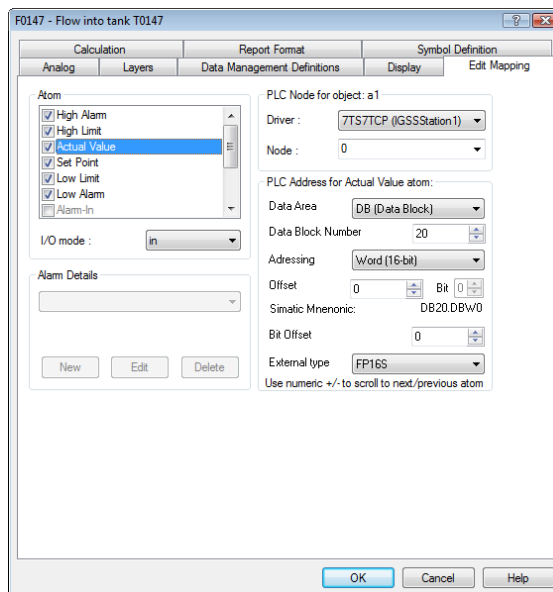 F0147 - Flow into tank T0147
Calculation Report Format Symbol Definition
Analog Layers Data Management Definitions Display Edit Mapping
Atom
High Alarm
High Limit
Actual Value
Set Point
Low Limit
Low Alarm
Alarm-In
I/O mode : in
Alarm Details
New Edit Delete
PLC Node for object: a1
Driver : 7TS7TCP (IGSSStation1)
Node : 0
PLC Address for Actual Value atom:
Data Area DB (Data Block)
Data Block Number 20
Adressing Word (16-bit)
Offset 0 Bit 0
Simatic Mnenonic: DB20.DBW0
Bit Offset 0
External type FP16S
Use numeric +/- to scroll to next/previous atom
OK Cancel Help